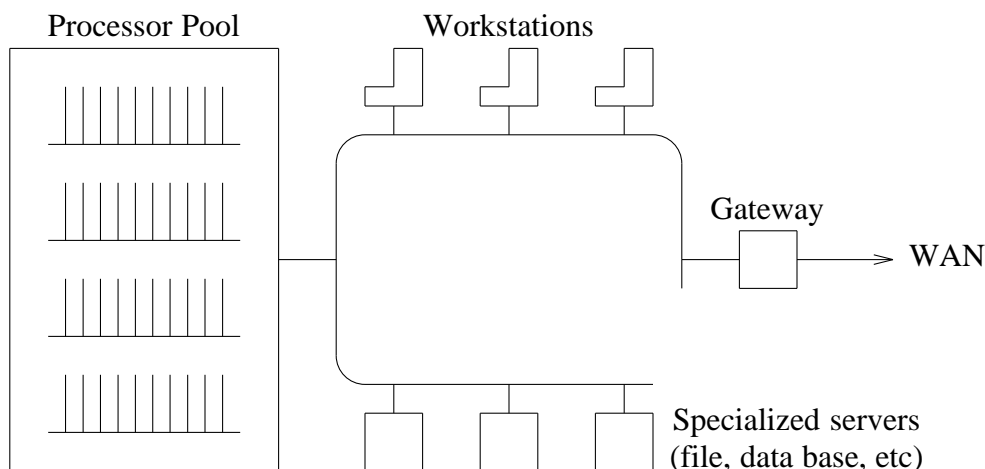 Processor Pool
Workstations
Gateway
WAN
Specialized servers
(file, data base, etc)